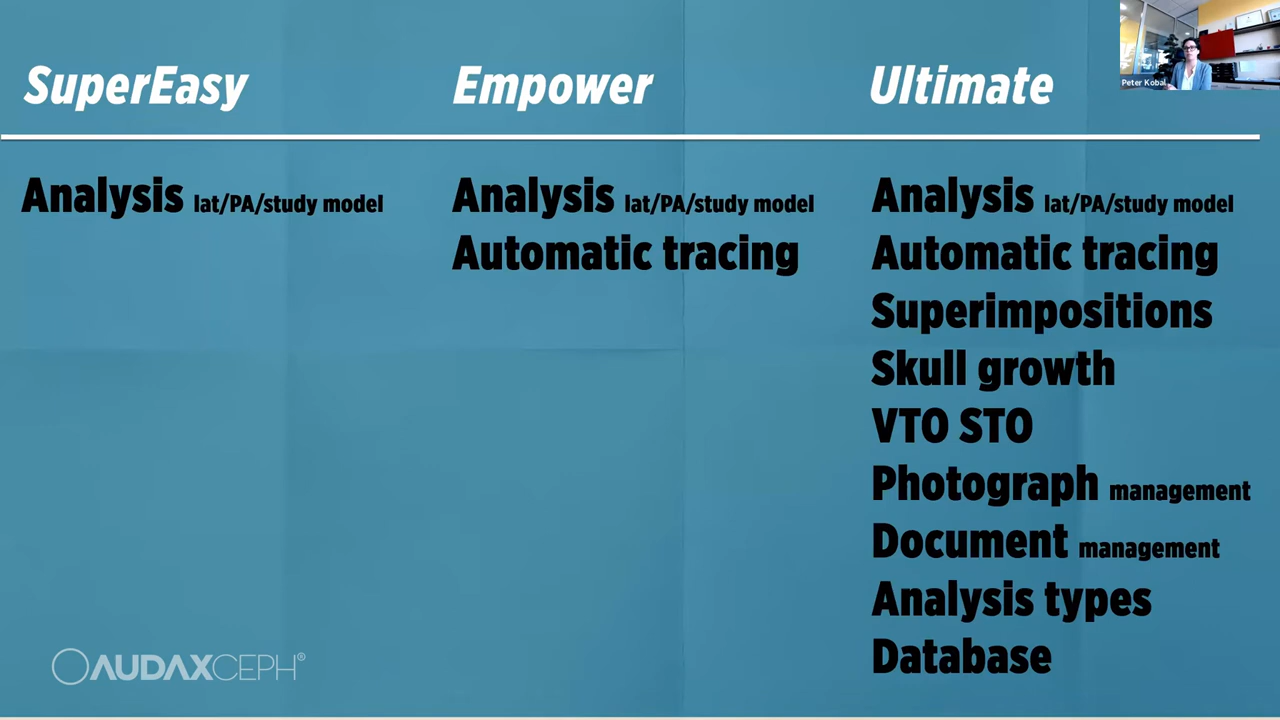 SuperEasy
Empower
Ultimate
Peter Kobal
Analysis lat/PA/study model
Analysis lat/PA/study model
Automatic tracing
Analysis lat/PA/study model
Automatic tracing
Superimpositions
Skull growth
VTO STO
Photograph management
Document management
Analysis types
Database
AUDAXCEPH®